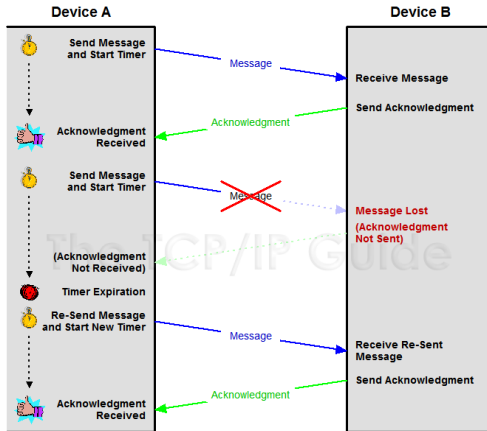 Device A
Device B
Send Message
and Start Timer
Message
Receive Message
Send Acknowledgment
Acknowledgment
Acknowledgment
Received
Send Message
and Start Timer
Message
Message Lost
(Acknowledgment
Not Sent)
The TCP/IP Guide
(Acknowledgment
Not Received)
Timer Expiration
Re-Send Message
and Start New Timer
Message
Receive Re-Sent
Message
Send Acknowledgment
Acknowledgment
Acknowledgment
Received